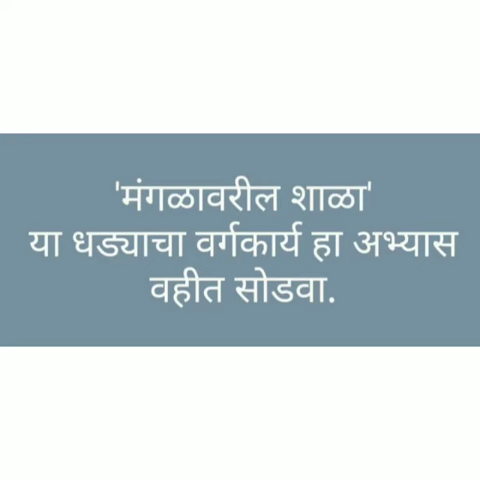 'मंगळावरील शाळा'
या धड्याचा वर्गकार्य हा अभ्यास
वहीत सोडवा.